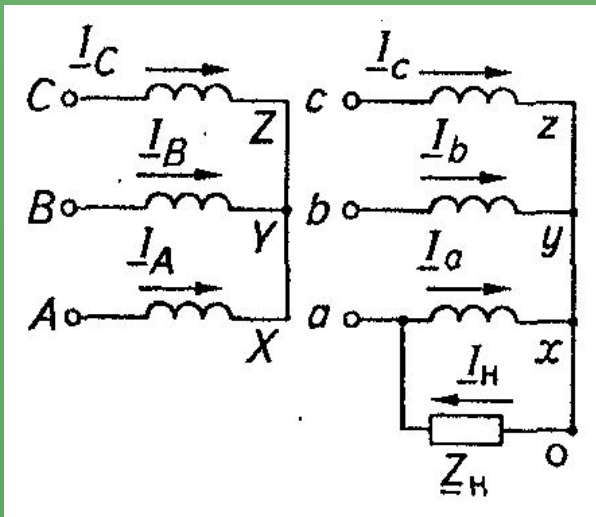 I_C I_c
C Z c z
I_B I_b
B Y b y
I_A I_a
A X a x
I_Н
Z_Н o